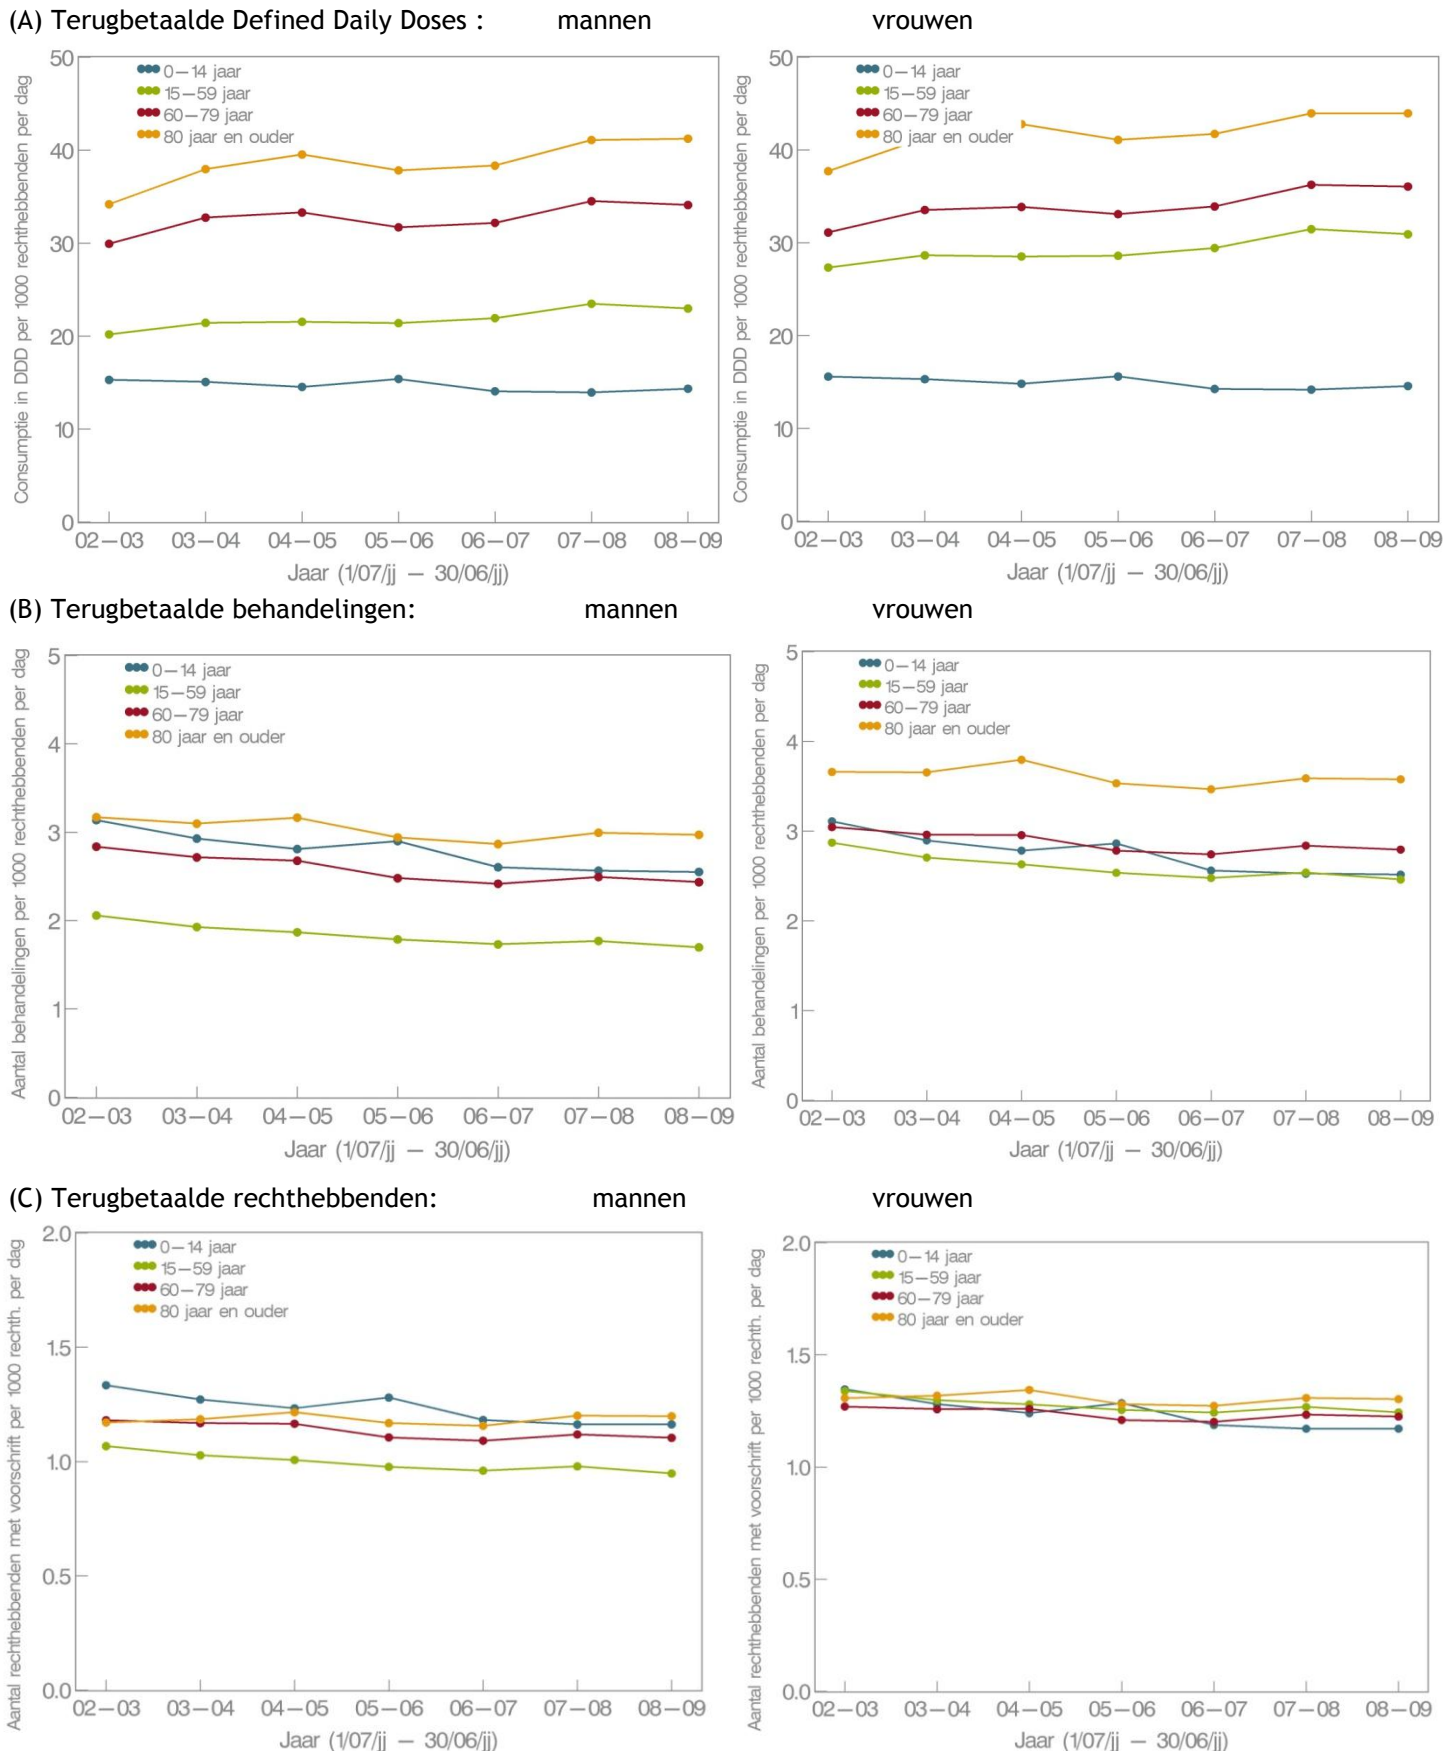 (A) Terugbetaalde Defined Daily Doses : mannen vrouwen
Consumptie in DDD per 1000 rechthebbenden per dag
50
40
30
20
10
0
0–14 jaar
15–59 jaar
60–79 jaar
80 jaar en ouder
02–03 03–04 04–05 05–06 06–07 07–08 08–09
Jaar (1/07/jj – 30/06/jj)
Consumptie in DDD per 1000 rechthebbenden per dag
50
40
30
20
10
0
0–14 jaar
15–59 jaar
60–79 jaar
80 jaar en ouder
02–03 03–04 04–05 05–06 06–07 07–08 08–09
Jaar (1/07/jj – 30/06/jj)
(B) Terugbetaalde behandelingen: mannen vrouwen
Aantal behandelingen per 1000 rechthebbenden per dag
5
4
3
2
1
0
0–14 jaar
15–59 jaar
60–79 jaar
80 jaar en ouder
02–03 03–04 04–05 05–06 06–07 07–08 08–09
Jaar (1/07/jj – 30/06/jj)
Aantal behandelingen per 1000 rechthebbenden per dag
5
4
3
2
1
0
0–14 jaar
15–59 jaar
60–79 jaar
80 jaar en ouder
02–03 03–04 04–05 05–06 06–07 07–08 08–09
Jaar (1/07/jj – 30/06/jj)
(C) Terugbetaalde rechthebbenden: mannen vrouwen
Aantal rechthebbenden met voorschrift per 1000 rechth. per dag
2.0
1.5
1.0
0.5
0.0
0–14 jaar
15–59 jaar
60–79 jaar
80 jaar en ouder
02–03 03–04 04–05 05–06 06–07 07–08 08–09
Jaar (1/07/jj – 30/06/jj)
Aantal rechthebbenden met voorschrift per 1000 rechth. per dag
2.0
1.5
1.0
0.5
0.0
0–14 jaar
15–59 jaar
60–79 jaar
80 jaar en ouder
02–03 03–04 04–05 05–06 06–07 07–08 08–09
Jaar (1/07/jj – 30/06/jj)